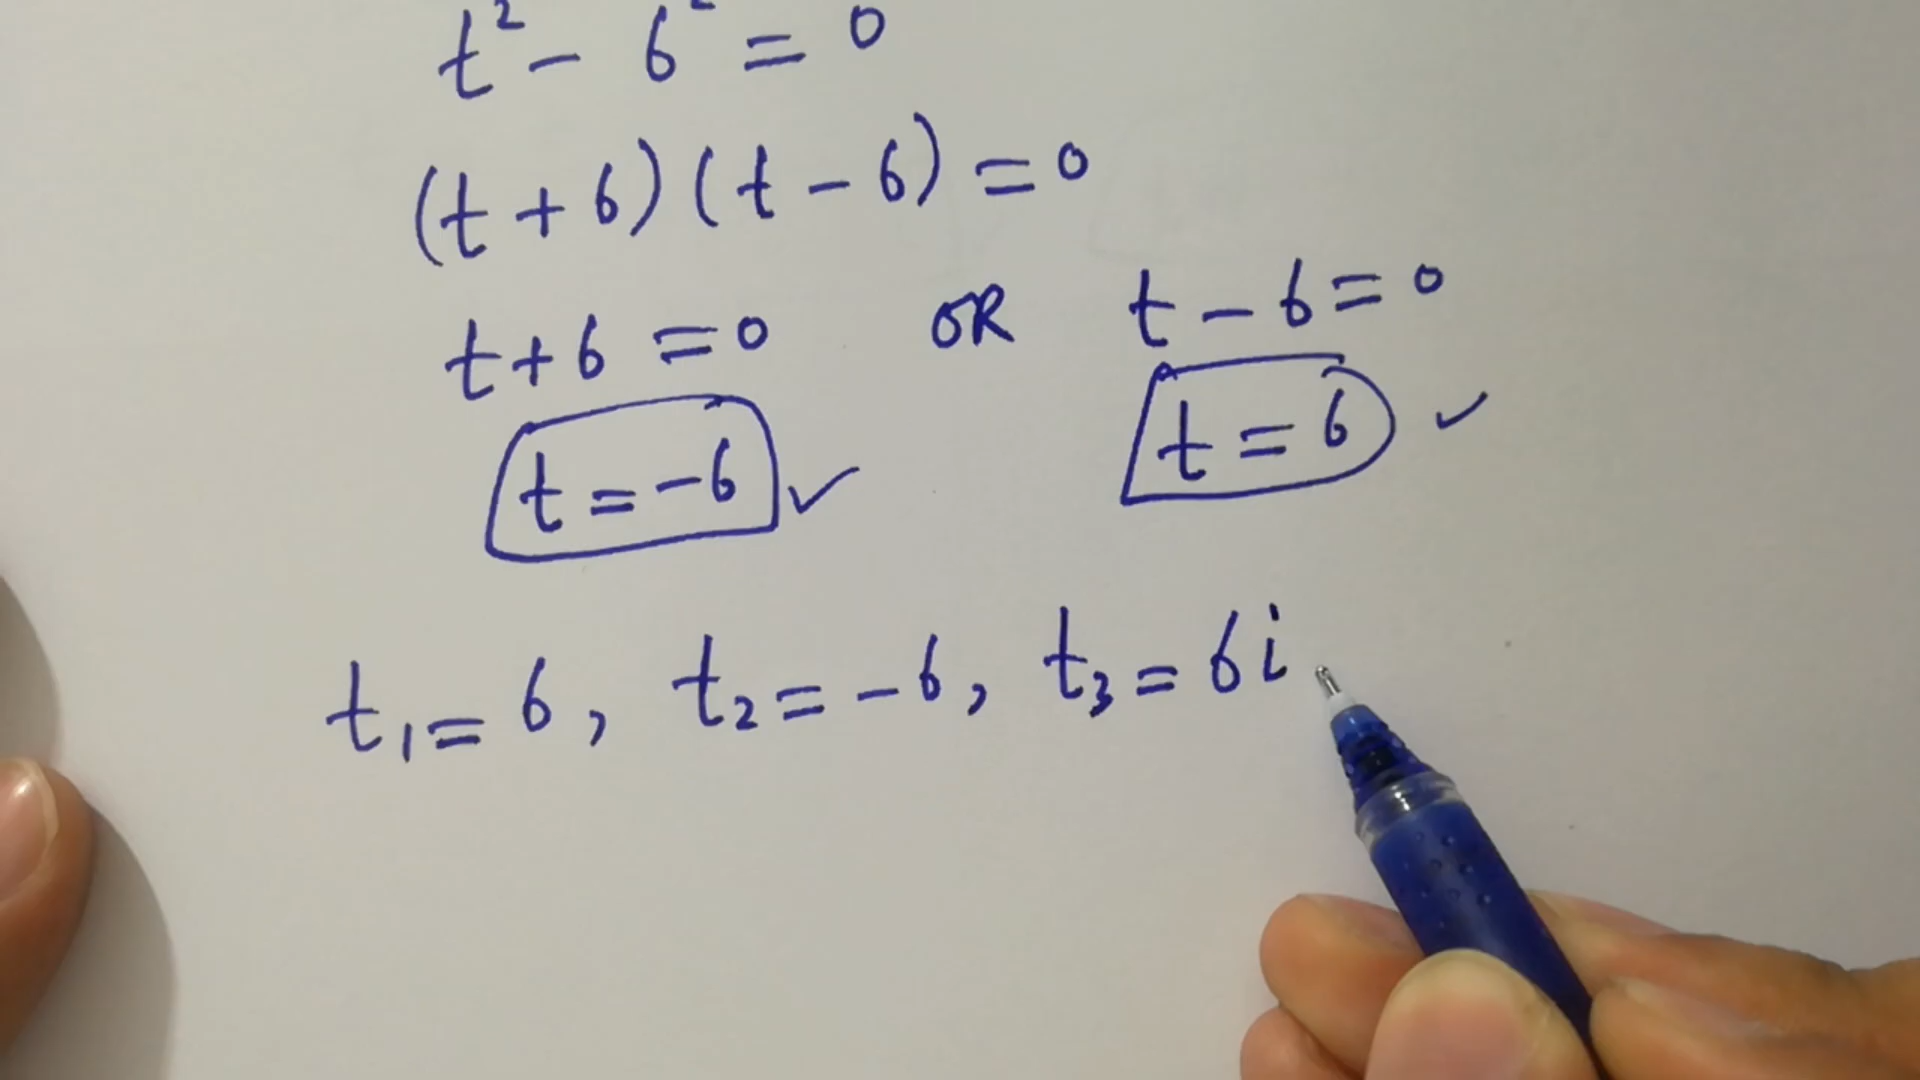 t² - 6² = 0
(t + 6) (t - 6) = 0
t + 6 = 0 OR t - 6 = 0
t = -6 ✓ t = 6 ✓
t₁ = 6, t₂ = -6, t₃ = 6i